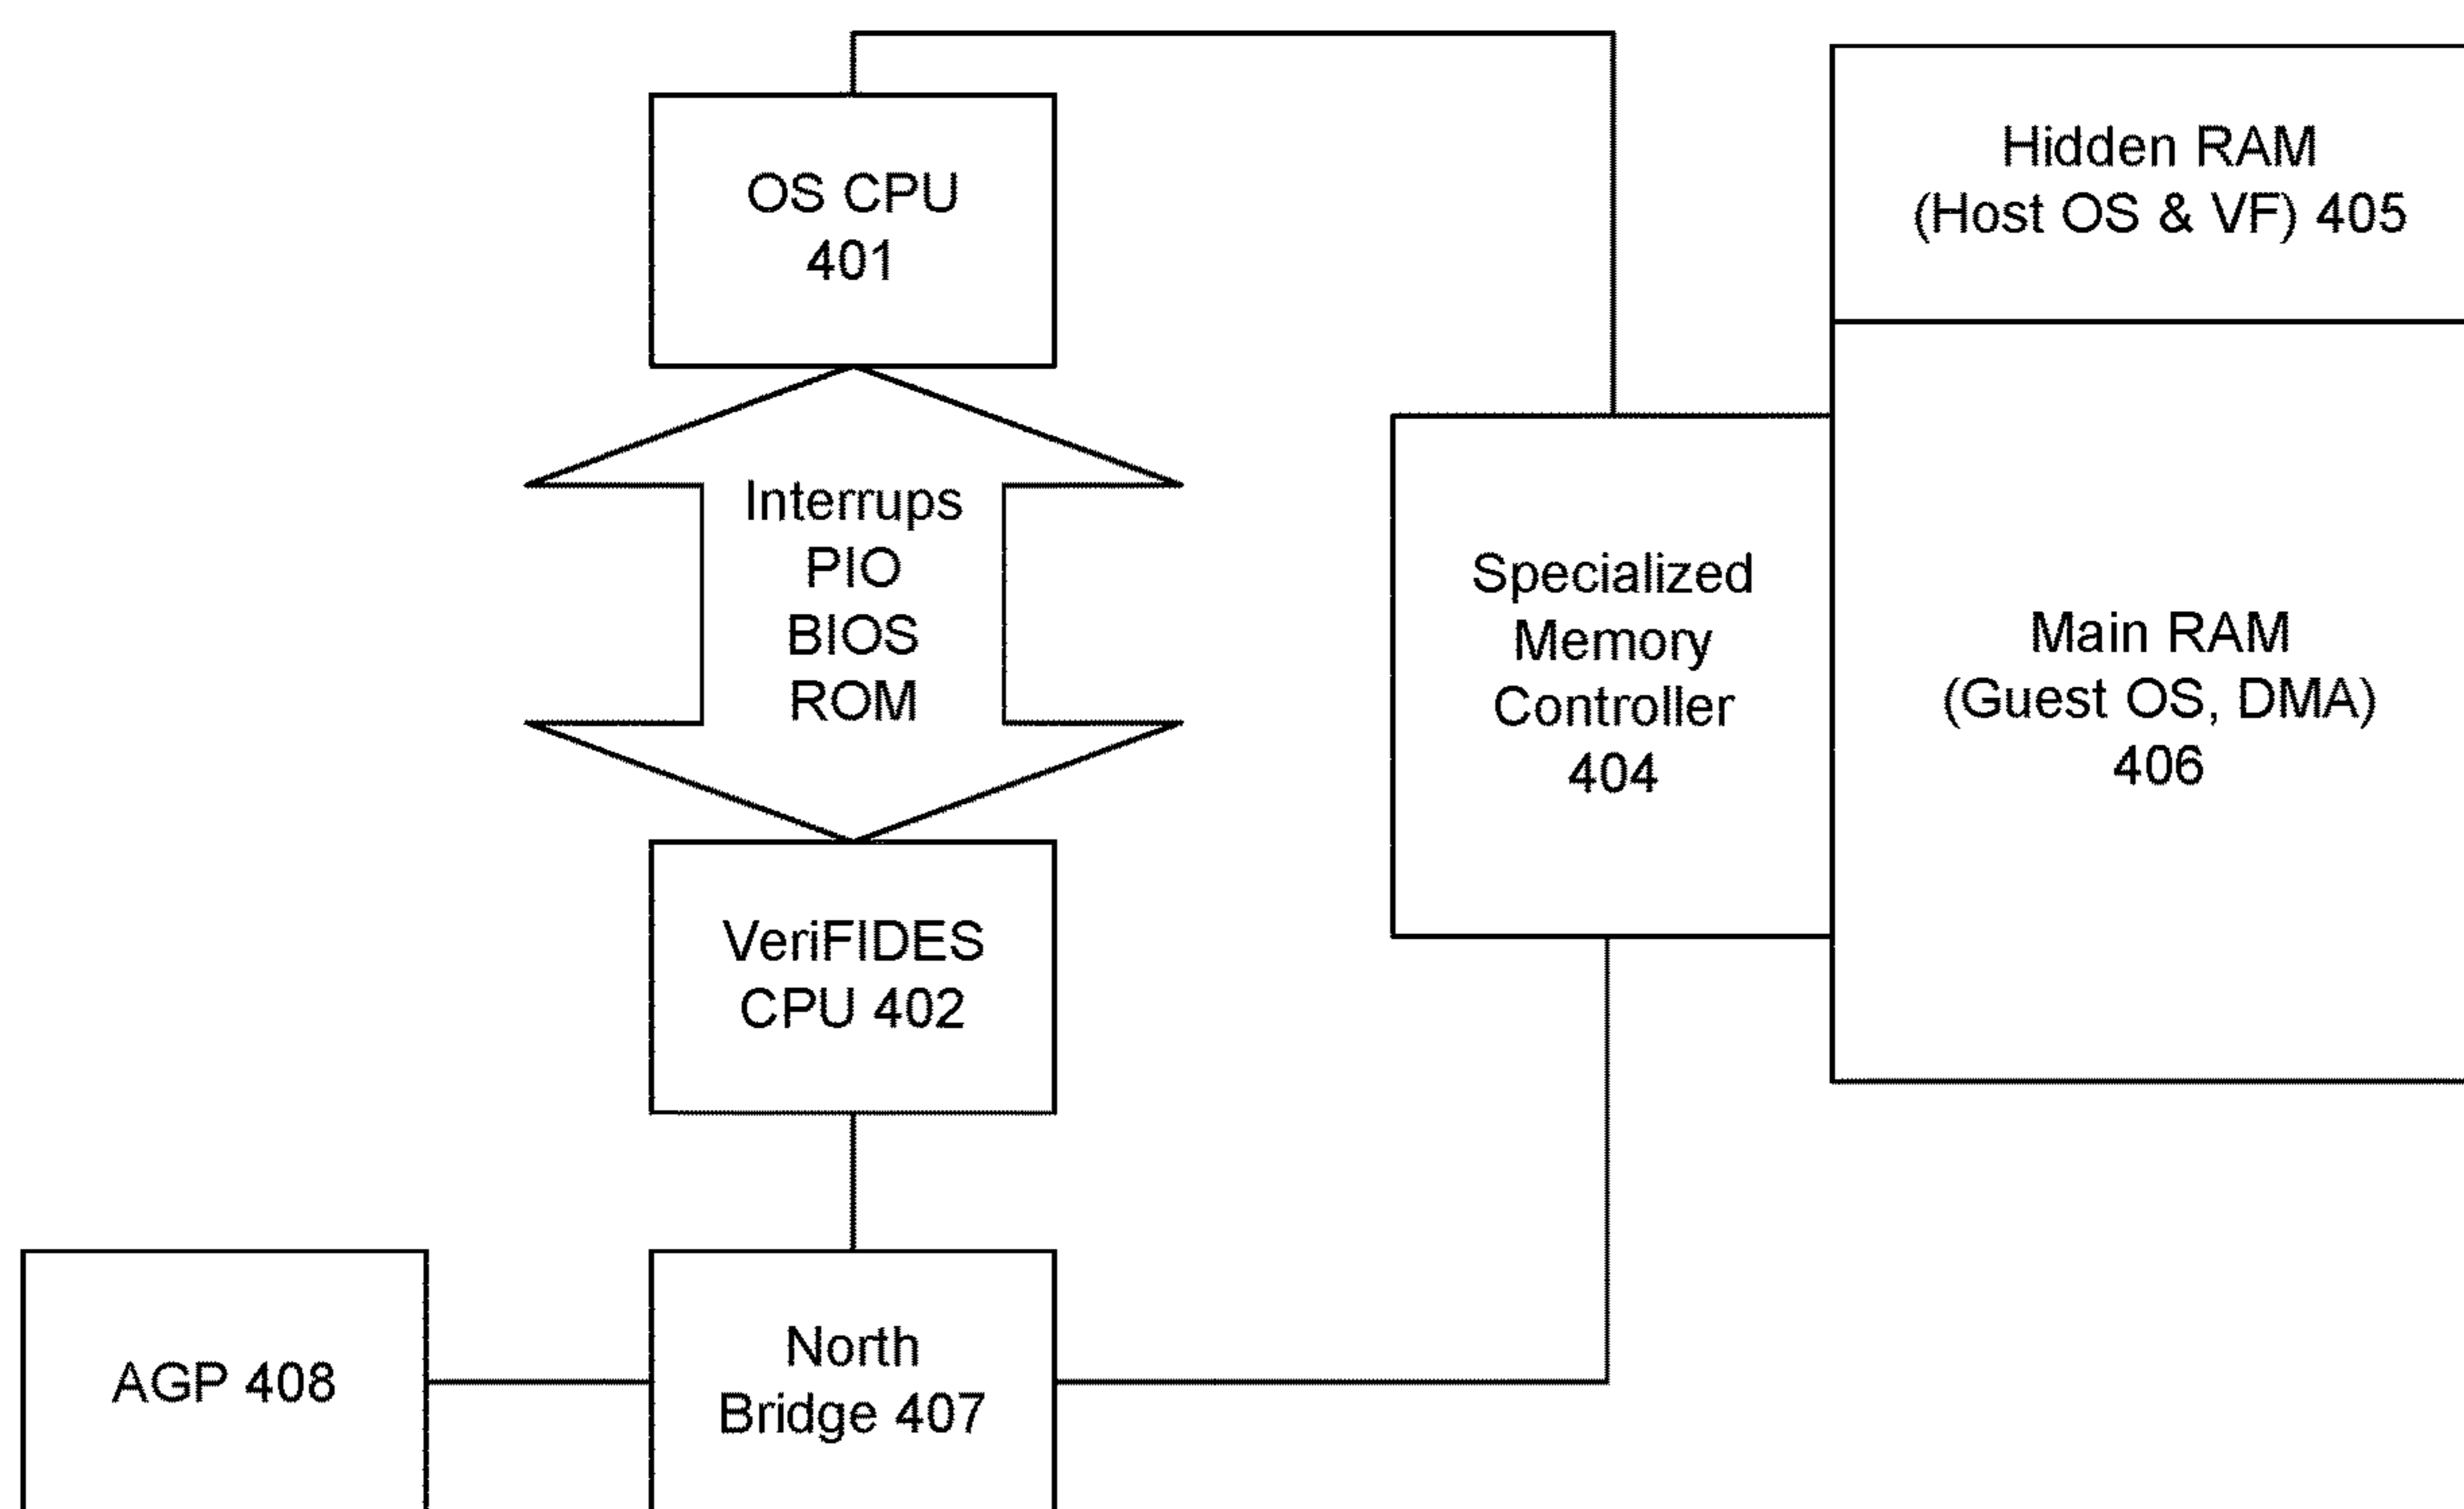 OS CPU
401
Interrups
PIO
BIOS
ROM
VeriFIDES
CPU 402
AGP 408
North
Bridge 407
Specialized
Memory
Controller
404
Hidden RAM
(Host OS & VF) 405
Main RAM
(Guest OS, DMA)
406